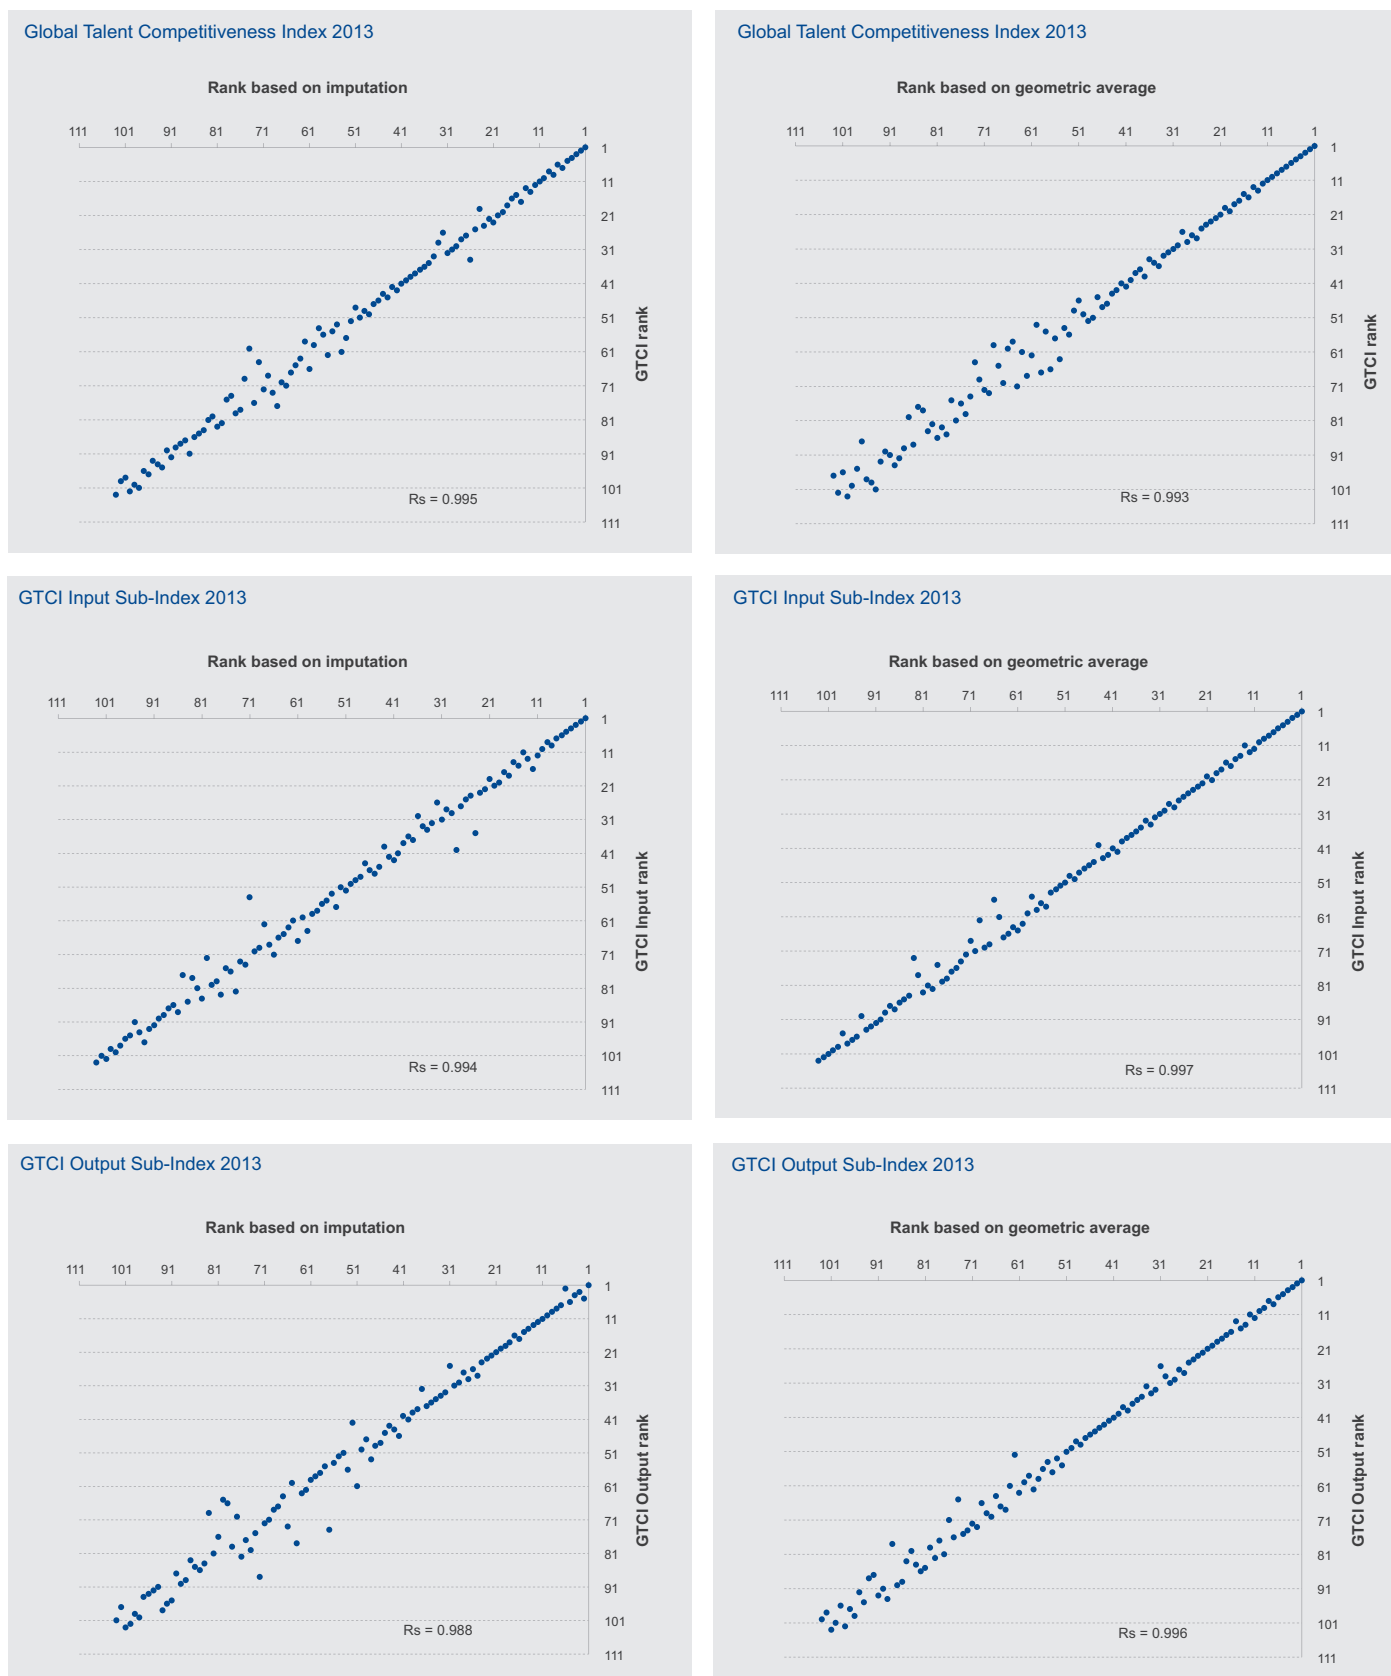 Global Talent Competitiveness Index 2013
Rank based on imputation
111 101 91 81 71 61 51 41 31 21 11 1
1
11
21
31
41
51
61
71
81
91
101
111
GTCI rank
Rs = 0.995
Global Talent Competitiveness Index 2013
Rank based on geometric average
111 101 91 81 71 61 51 41 31 21 11 1
1
11
21
31
41
51
61
71
81
91
101
111
GTCI rank
Rs = 0.993
GTCI Input Sub-Index 2013
Rank based on imputation
111 101 91 81 71 61 51 41 31 21 11 1
1
11
21
31
41
51
61
71
81
91
101
111
GTCI Input rank
Rs = 0.994
GTCI Input Sub-Index 2013
Rank based on geometric average
111 101 91 81 71 61 51 41 31 21 11 1
1
11
21
31
41
51
61
71
81
91
101
111
GTCI Input rank
Rs = 0.997
GTCI Output Sub-Index 2013
Rank based on imputation
111 101 91 81 71 61 51 41 31 21 11 1
1
11
21
31
41
51
61
71
81
91
101
111
GTCI Output rank
Rs = 0.988
GTCI Output Sub-Index 2013
Rank based on geometric average
111 101 91 81 71 61 51 41 31 21 11 1
1
11
21
31
41
51
61
71
81
91
101
111
GTCI Output rank
Rs = 0.996